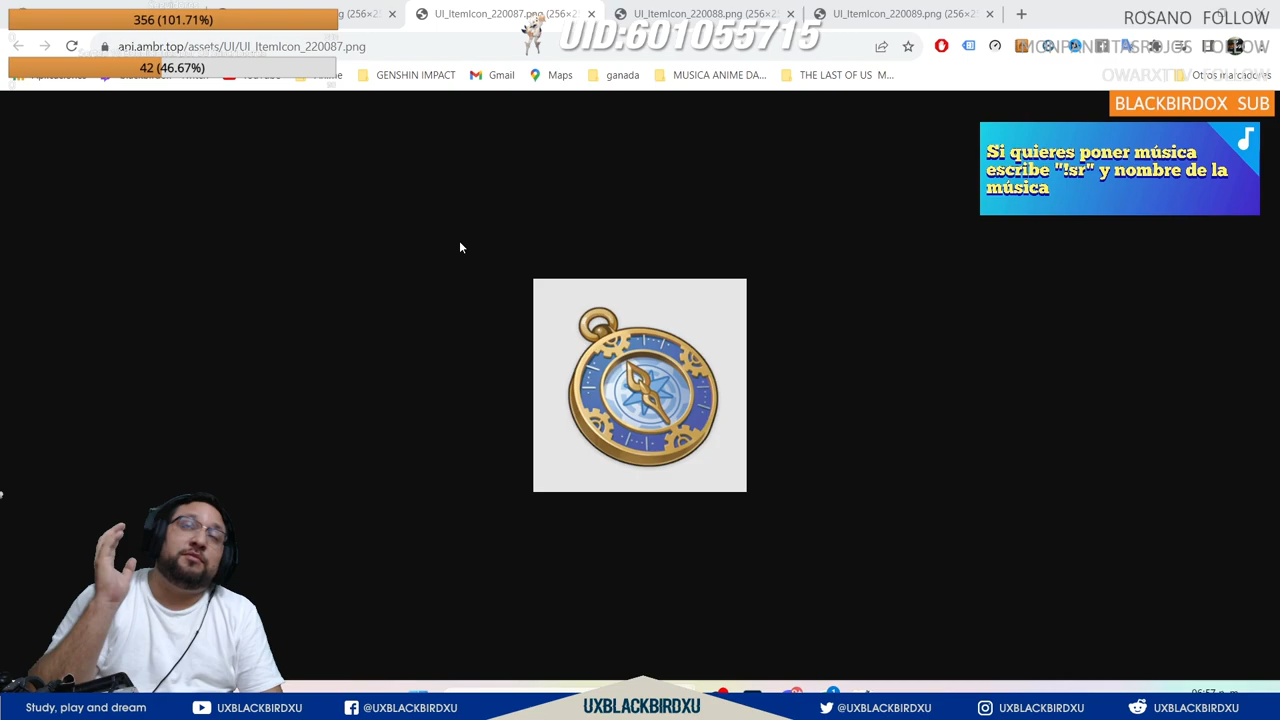 356 (101.71%)
42 (46.67%)
UI_ItemIcon_220087.png (256×2
UI_ItemIcon_220088.png (256×2
UI_ItemIcon_220089.png (256×2
ani.ambr.top/assets/UI/UI_ItemIcon_220087.png
UID:601055715
ROSANO FOLLOW
FOLLOW
FOLLOW
GENSHIN IMPACT
Gmail
Maps
ganada
MUSICA ANIME DA...
THE LAST OF US M...
Otros marcadores
BLACKBIRDOX SUB
Si quieres poner música
escribe "!sr" y nombre de la
música
Study, play and dream
UXBLACKBIRDXU
@UXBLACKBIRDXU
UXBLACKBIRDXU
@UXBLACKBIRDXU
UXBLACKBIRDXU
UXBLACKBIRDXU